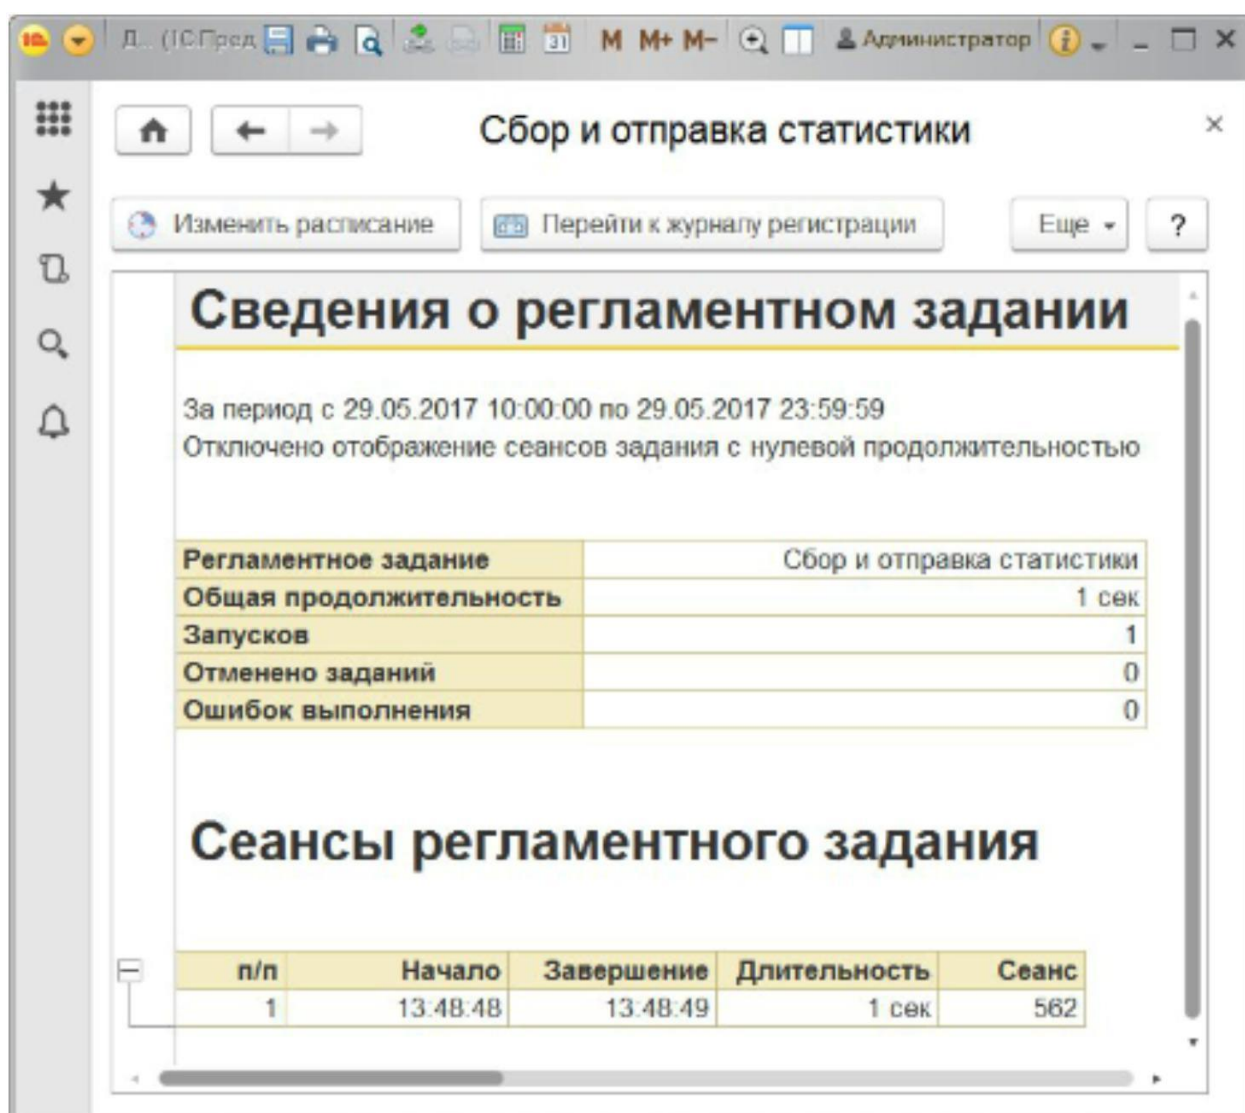 1С Д... (1С:Пред 31 M M+ M- Администратор i
Сбор и отправка статистики
Изменить расписание Перейти к журналу регистрации Еще ?
Сведения о регламентном задании
За период с 29.05.2017 10:00:00 по 29.05.2017 23:59:59
Отключено отображение сеансов задания с нулевой продолжительностью
Регламентное задание Сбор и отправка статистики
Общая продолжительность 1 сек
Запусков 1
Отменено заданий 0
Ошибок выполнения 0
Сеансы регламентного задания
п/п Начало Завершение Длительность Сеанс
1 13:48:48 13:48:49 1 сек 562